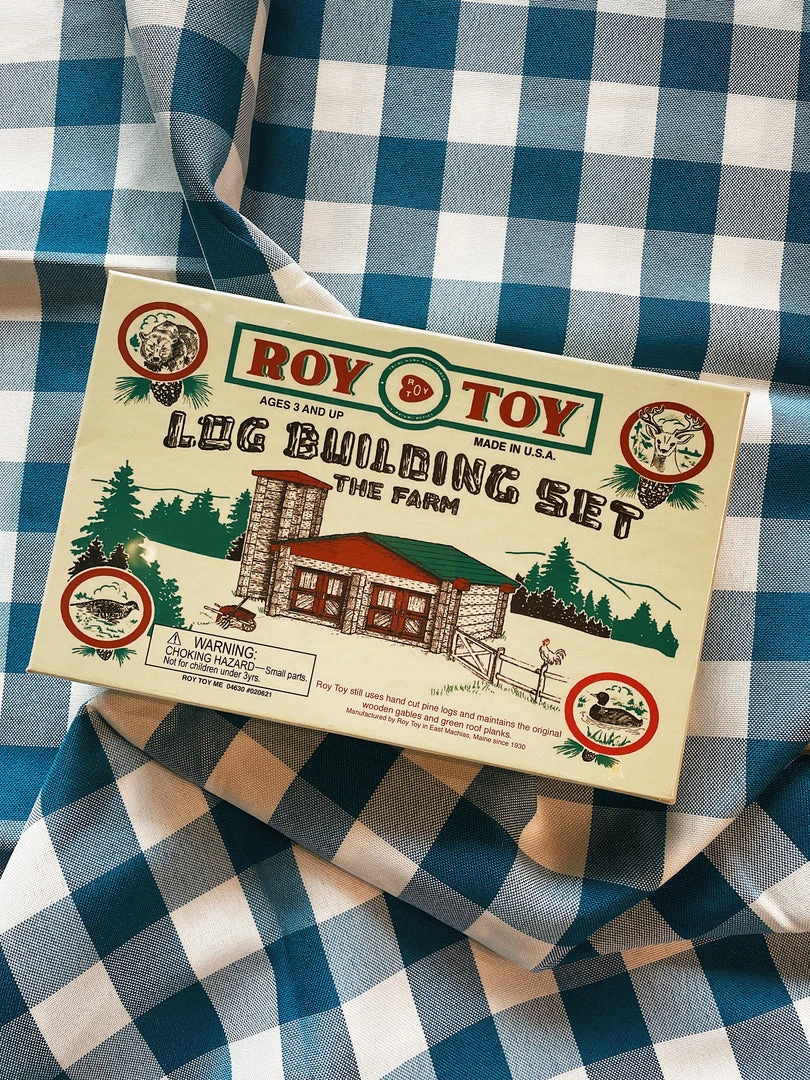 ROY TOY
ROY
TOY
AGES 3 AND UP
MADE IN U.S.A.
LOG BUILDING SET
THE FARM
WARNING:
CHOKING HAZARD—Small parts.
Not for children under 3yrs.
ROY TOY ME 04630 #020621
Roy Toy still uses hand cut pine logs and maintains the original
wooden gables and green roof planks.
Manufactured by Roy Toy in East Machias, Maine since 1930